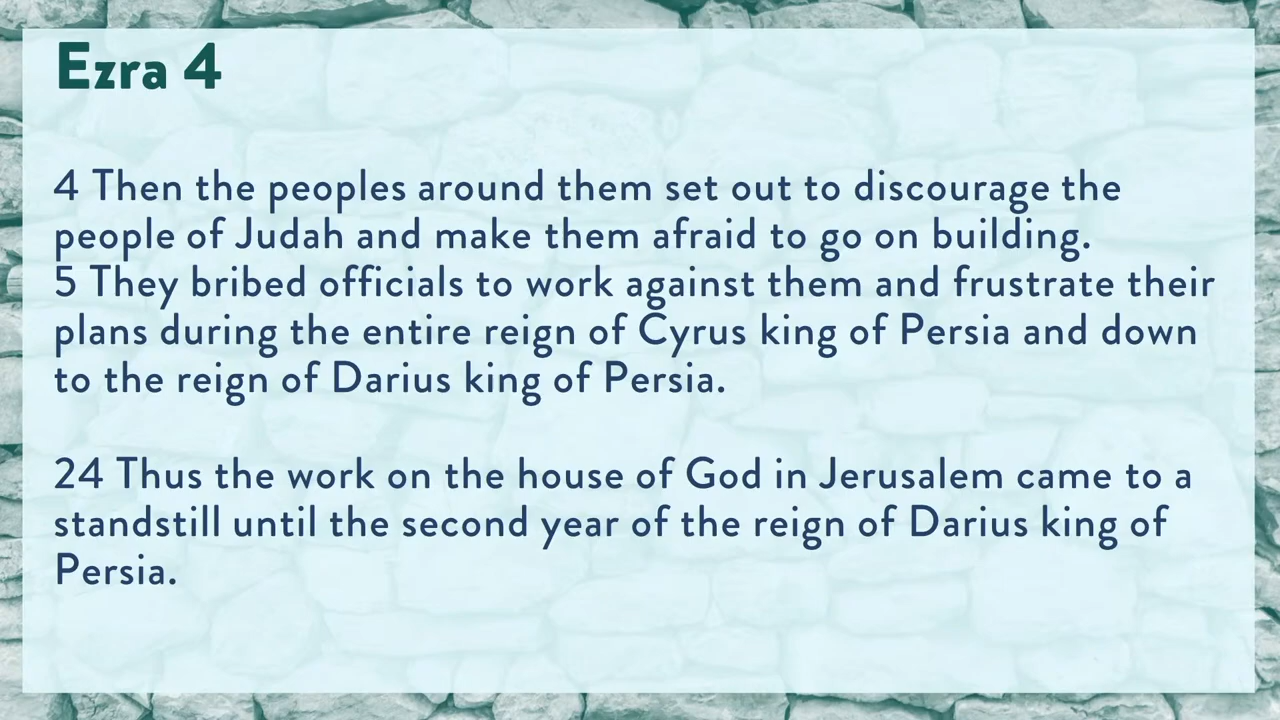 Ezra 4
4 Then the peoples around them set out to discourage the
people of Judah and make them afraid to go on building.
5 They bribed officials to work against them and frustrate their
plans during the entire reign of Cyrus king of Persia and down
to the reign of Darius king of Persia.
24 Thus the work on the house of God in Jerusalem came to a
standstill until the second year of the reign of Darius king of
Persia.